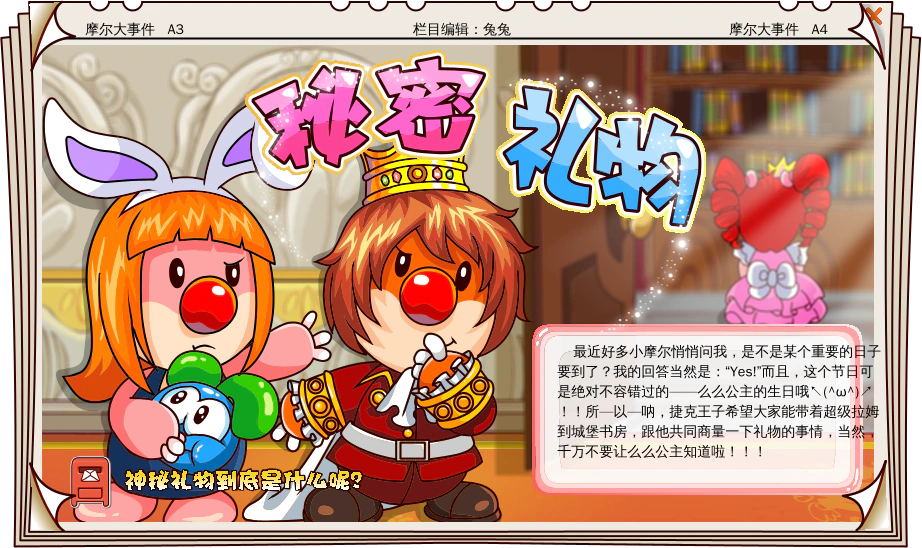 摩尔大事件 A3
栏目编辑：兔兔
摩尔大事件 A4
秘密礼物
最近好多小摩尔悄悄问我，是不是某个重要的日子
要到了？我的回答当然是：“Yes!”而且，这个节日可
是绝对不容错过的——么么公主的生日哦↖(^ω^)↗
！！所—以—呐，捷克王子希望大家能带着超级拉姆
到城堡书房，跟他共同商量一下礼物的事情，当然，
千万不要让么么公主知道啦！！！
神秘礼物到底是什么呢?